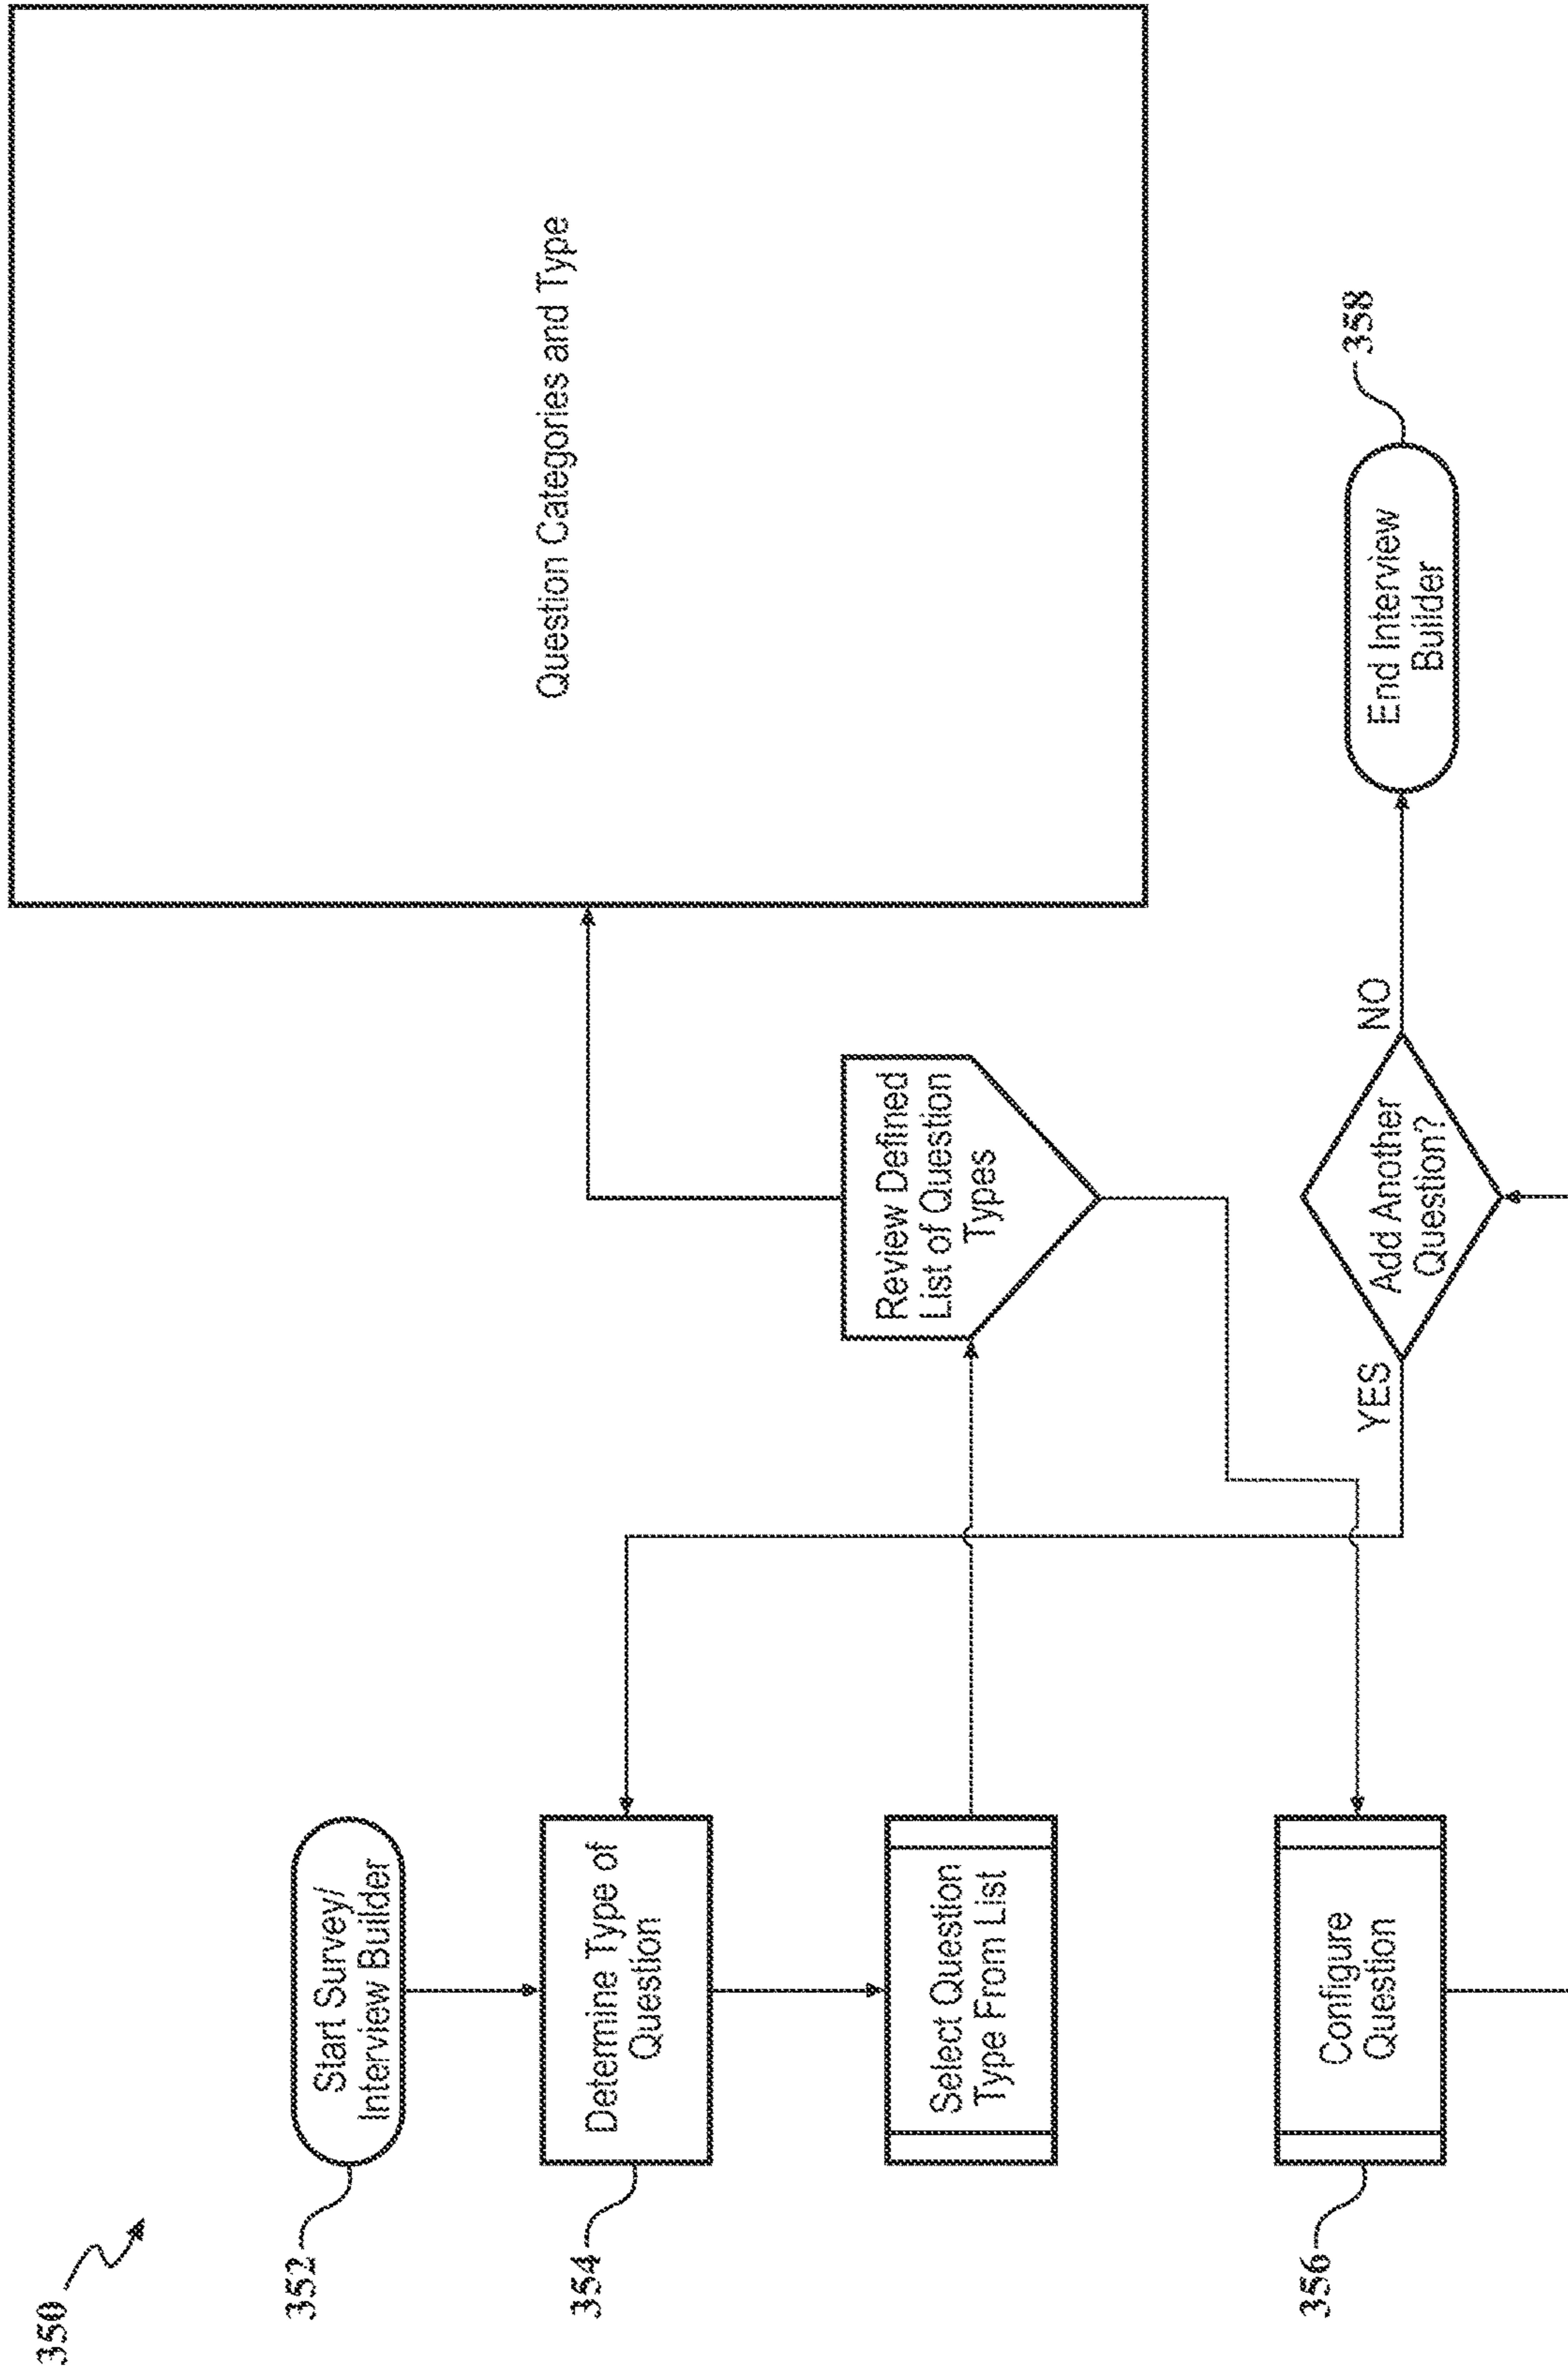 350
352
Start Survey/
Interview Builder
354
Determine Type of
Question
Select Question
Type From List
356
Configure
Question
Review Defined
List of Question
Types
Question Categories and Type
YES
Add Another
Question?
NO
End Interview
Builder
358